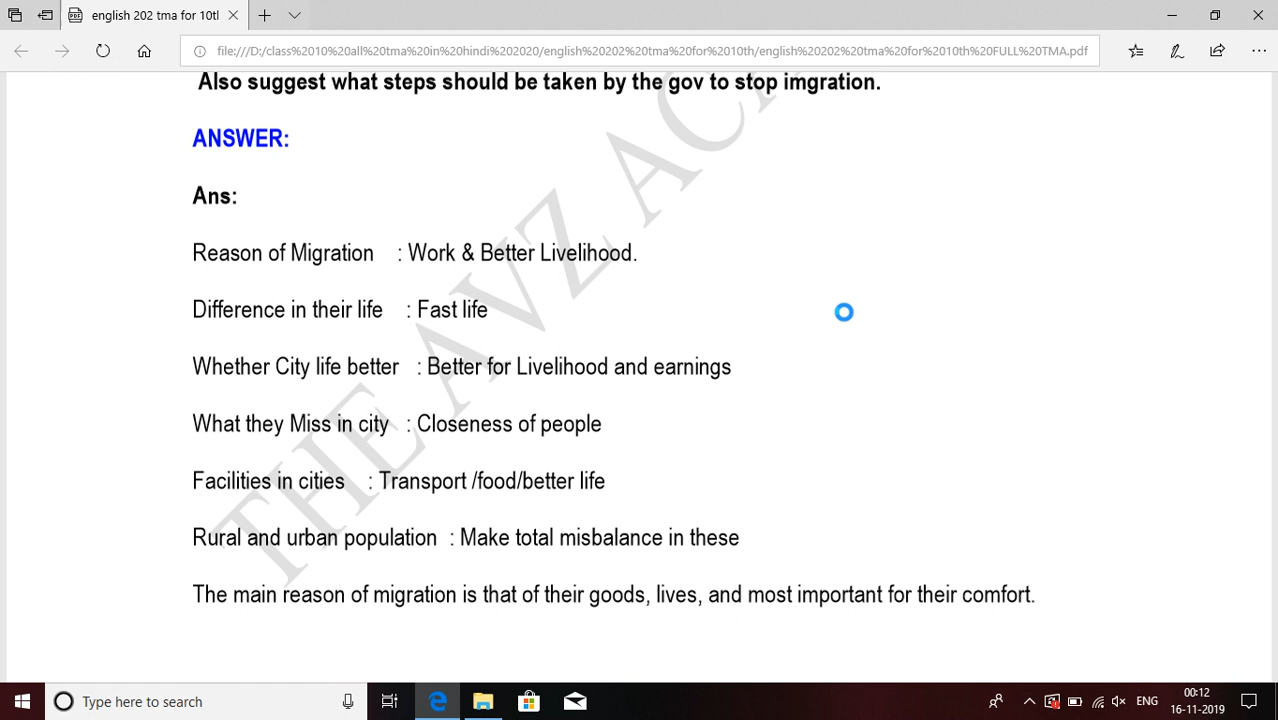 english 202 tma for 10tl
file:///D:/class%2010%20all%20tma%20in%20hindi%202020/english%20202%20tma%20for%2010th/english%20202%20tma%20for%2010th%20FULL%20TMA.pdf
Also suggest what steps should be taken by the gov to stop imgration.
ANSWER:
Ans:
Reason of Migration : Work & Better Livelihood.
Difference in their life : Fast life
Whether City life better : Better for Livelihood and earnings
What they Miss in city : Closeness of people
Facilities in cities : Transport /food/better life
Rural and urban population : Make total misbalance in these
The main reason of migration is that of their goods, lives, and most important for their comfort.
THE AVZ ACA
Type here to search
ENG
00:12
16-11-2019